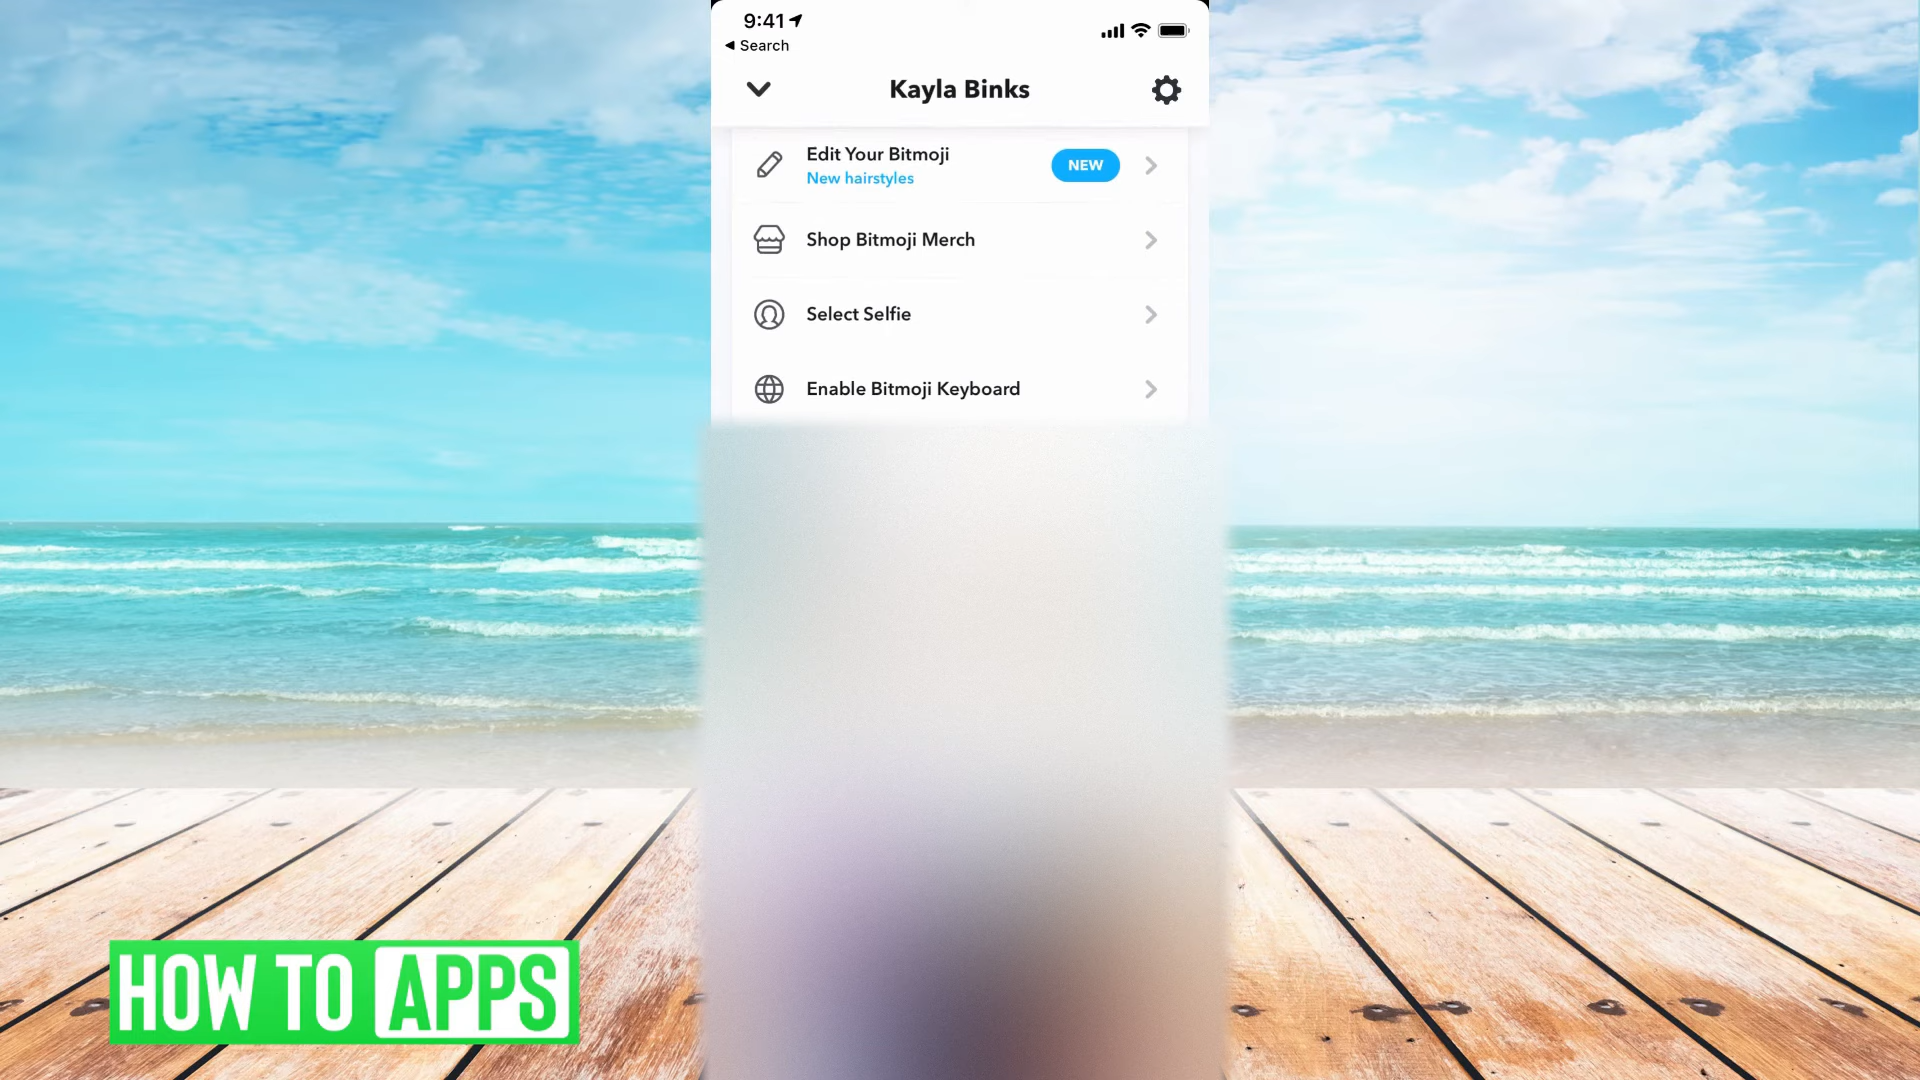 9:41
Search
Kayla Binks
Edit Your Bitmoji
New hairstyles
NEW
Shop Bitmoji Merch
Select Selfie
Enable Bitmoji Keyboard
HOW TO APPS